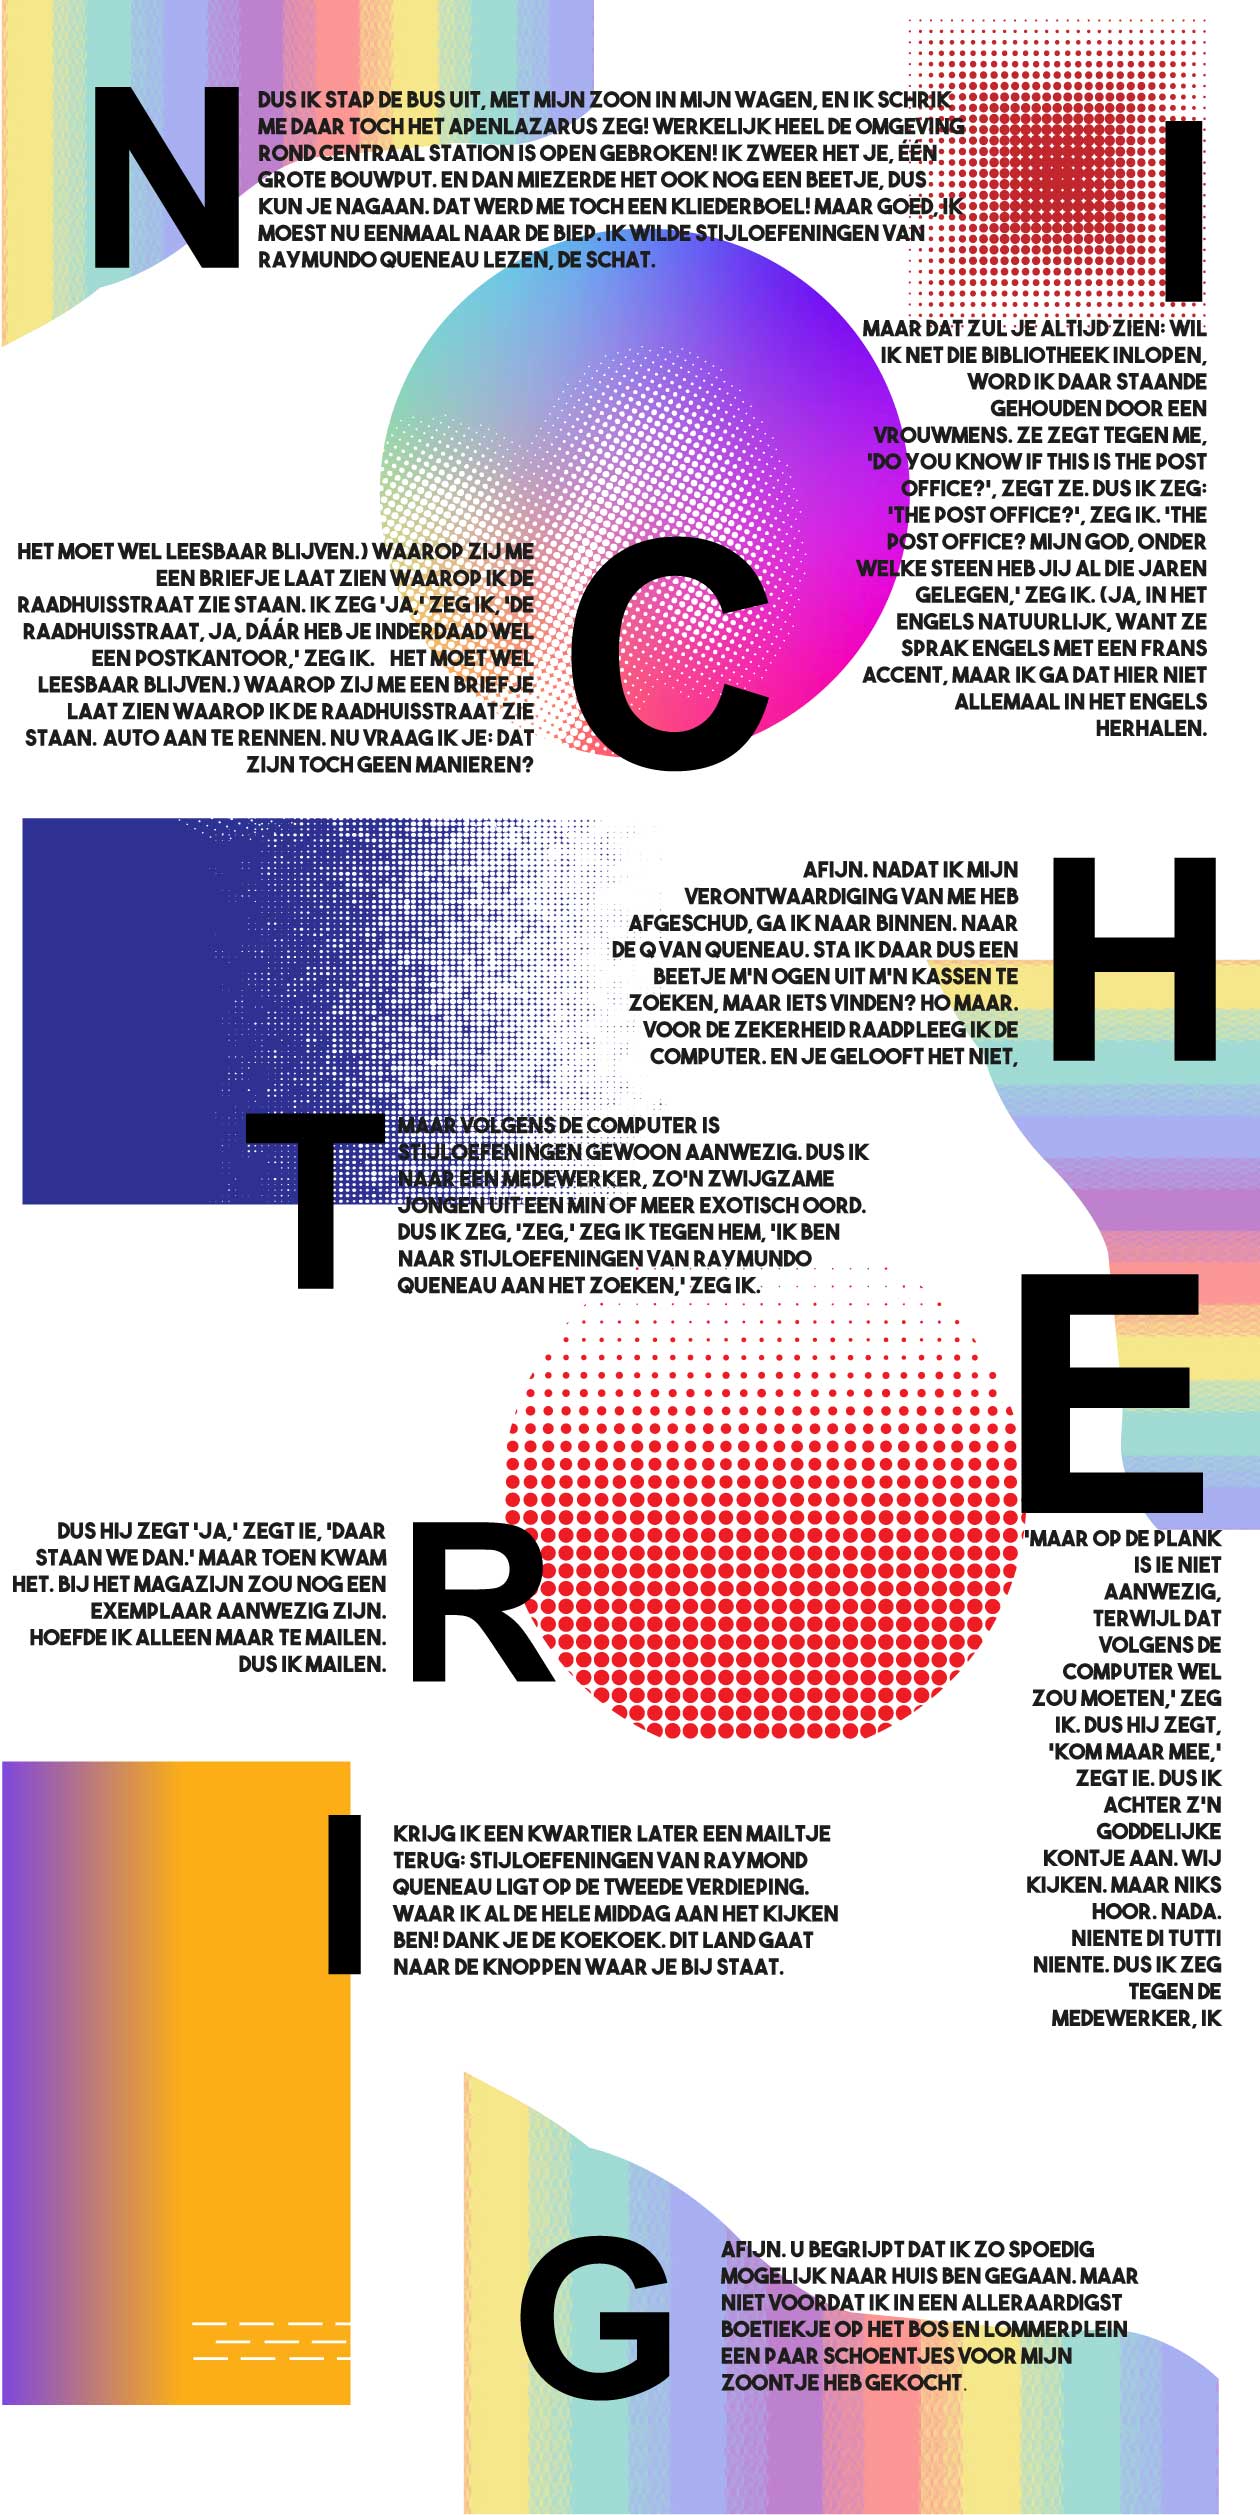 N
DUS IK STAP DE BUS UIT, MET MIJN ZOON IN MIJN WAGEN, EN IK SCHRIK
ME DAAR TOCH HET APENLAZARUS ZEG! WERKELIJK HEEL DE OMGEVING
ROND CENTRAAL STATION IS OPEN GEBROKEN! IK ZWEER HET JE, ÉÉN
GROTE BOUWPUT. EN DAN MIEZERDE HET OOK NOG EEN BEETJE, DUS
KUN JE NAGAAN. DAT WERD ME TOCH EEN KLIEDERBOEL! MAAR GOED, IK
MOEST NU EENMAAL NAAR DE BIEP. IK WILDE STIJLOEFENINGEN VAN
RAYMUNDO QUENEAU LEZEN, DE SCHAT.
I
MAAR DAT ZUL JE ALTIJD ZIEN: WIL
IK NET DIE BIBLIOTHEEK INLOPEN,
WORD IK DAAR STAANDE
GEHOUDEN DOOR EEN
VROUWMENS. ZE ZEGT TEGEN ME,
'DO YOU KNOW IF THIS IS THE POST
OFFICE?', ZEGT ZE. DUS IK ZEG:
'THE POST OFFICE?', ZEG IK. 'THE
POST OFFICE? MIJN GOD, ONDER
WELKE STEEN HEB JIJ AL DIE JAREN
GELEGEN,' ZEG IK. (JA, IN HET
ENGELS NATUURLIJK, WANT ZE
SPRAK ENGELS MET EEN FRANS
ACCENT, MAAR IK GA DAT HIER NIET
ALLEMAAL IN HET ENGELS
HERHALEN.
C
HET MOET WEL LEESBAAR BLIJVEN.) WAAROP ZIJ ME
EEN BRIEFJE LAAT ZIEN WAAROP IK DE
RAADHUISSTRAAT ZIE STAAN. IK ZEG 'JA,' ZEG IK, 'DE
RAADHUISSTRAAT, JA, DÁÁR HEB JE INDERDAAD WEL
EEN POSTKANTOOR,' ZEG IK. HET MOET WEL
LEESBAAR BLIJVEN.) WAAROP ZIJ ME EEN BRIEFJE
LAAT ZIEN WAAROP IK DE RAADHUISSTRAAT ZIE
STAAN. AUTO AAN TE RENNEN. NU VRAAG IK JE: DAT
ZIJN TOCH GEEN MANIEREN?
H
AFIJN. NADAT IK MIJN
VERONTWAARDIGING VAN ME HEB
AFGESCHUD, GA IK NAAR BINNEN. NAAR
DE Q VAN QUENEAU. STA IK DAAR DUS EEN
BEETJE M'N OGEN UIT M'N KASSEN TE
ZOEKEN, MAAR IETS VINDEN? HO MAAR.
VOOR DE ZEKERHEID RAADPLEEG IK DE
COMPUTER. EN JE GELOOFT HET NIET,
T
MAAR VOLGENS DE COMPUTER IS
STIJLOEFENINGEN GEWOON AANWEZIG. DUS IK
NAAR EEN MEDEWERKER, ZO'N ZWIJGZAME
JONGEN UIT EEN MIN OF MEER EXOTISCH OORD.
DUS IK ZEG, 'ZEG,' ZEG IK TEGEN HEM, 'IK BEN
NAAR STIJLOEFENINGEN VAN RAYMUNDO
QUENEAU AAN HET ZOEKEN,' ZEG IK.
E
'MAAR OP DE PLANK
IS IE NIET
AANWEZIG,
TERWIJL DAT
VOLGENS DE
COMPUTER WEL
ZOU MOETEN,' ZEG
IK. DUS HIJ ZEGT,
'KOM MAAR MEE,'
ZEGT IE. DUS IK
ACHTER Z'N
GODDELIJKE
KONTJE AAN. WIJ
KIJKEN. MAAR NIKS
HOOR. NADA.
NIENTE DI TUTTI
NIENTE. DUS IK ZEG
TEGEN DE
MEDEWERKER, IK
R
DUS HIJ ZEGT 'JA,' ZEGT IE, 'DAAR
STAAN WE DAN.' MAAR TOEN KWAM
HET. BIJ HET MAGAZIJN ZOU NOG EEN
EXEMPLAAR AANWEZIG ZIJN.
HOEFDE IK ALLEEN MAAR TE MAILEN.
DUS IK MAILEN.
I
KRIJG IK EEN KWARTIER LATER EEN MAILTJE
TERUG: STIJLOEFENINGEN VAN RAYMOND
QUENEAU LIGT OP DE TWEEDE VERDIEPING.
WAAR IK AL DE HELE MIDDAG AAN HET KIJKEN
BEN! DANK JE DE KOEKOEK. DIT LAND GAAT
NAAR DE KNOPPEN WAAR JE BIJ STAAT.
G
AFIJN. U BEGRIJPT DAT IK ZO SPOEDIG
MOGELIJK NAAR HUIS BEN GEGAAN. MAAR
NIET VOORDAT IK IN EEN ALLERAARDIGST
BOETIEKJE OP HET BOS EN LOMMERPLEIN
EEN PAAR SCHOENTJES VOOR MIJN
ZOONTJE HEB GEKOCHT.